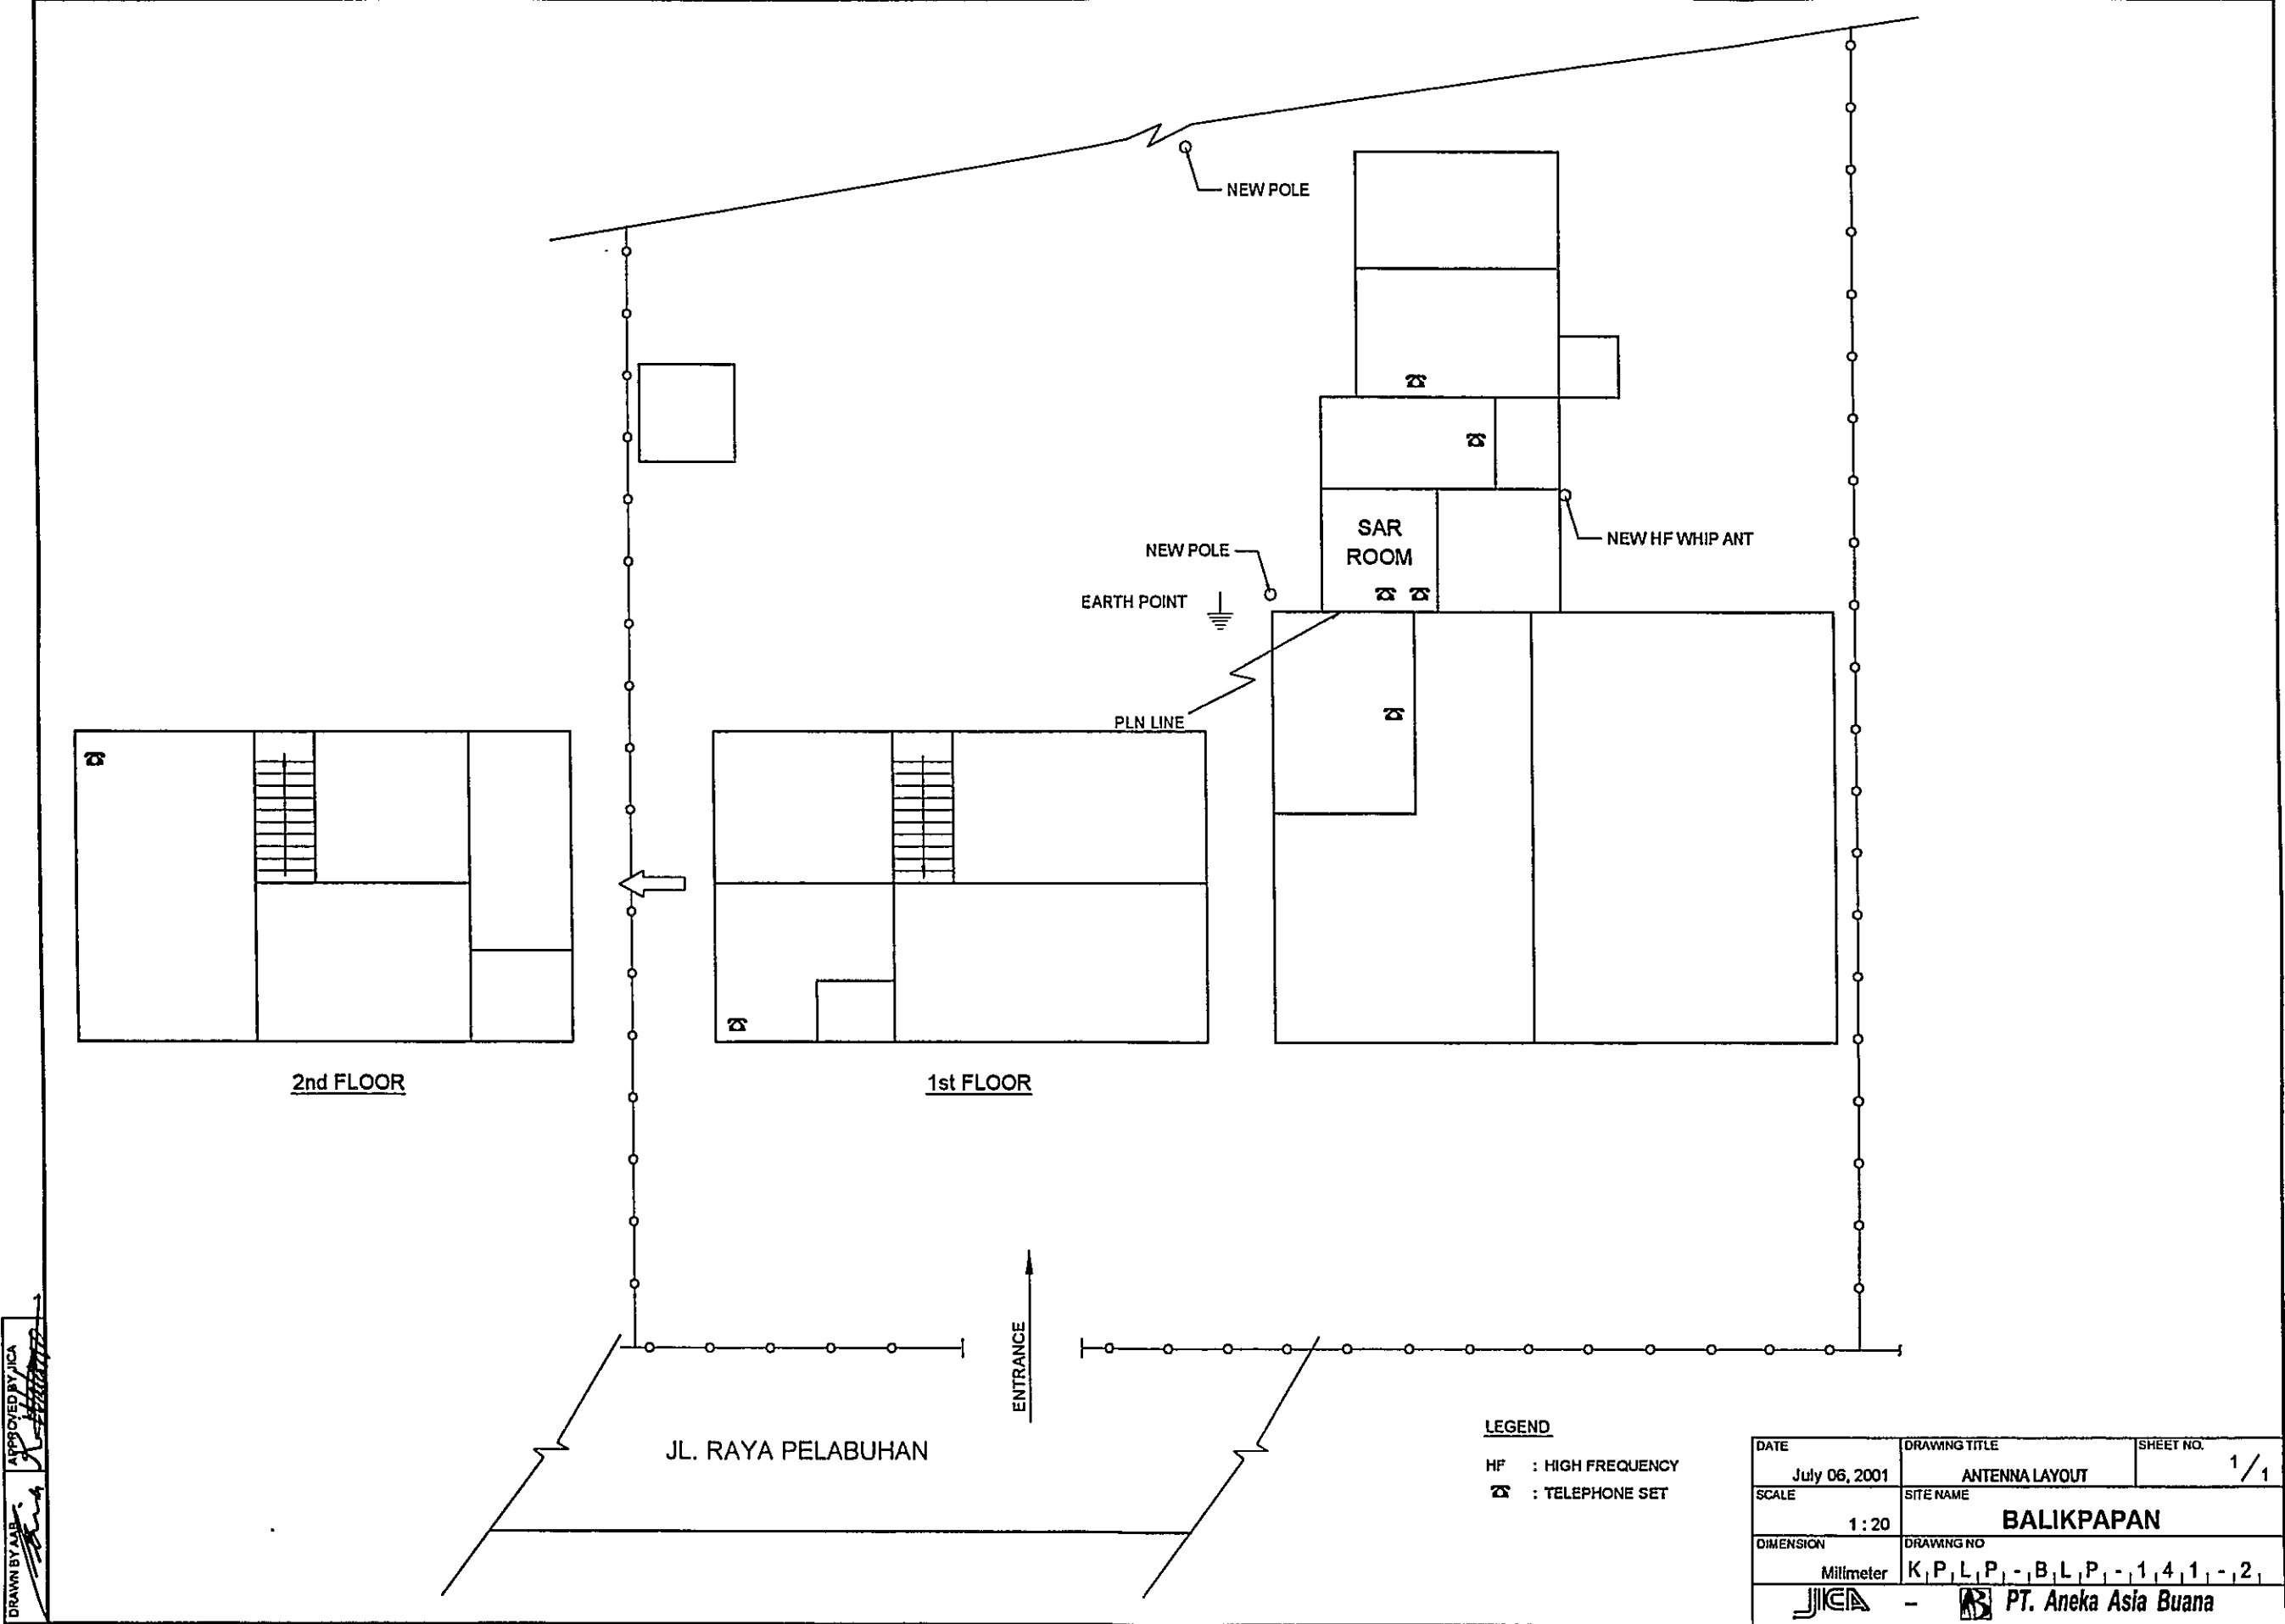 NEW POLE
SAR
ROOM
NEW HF WHIP ANT
NEW POLE
EARTH POINT
PLN LINE
2nd FLOOR
1st FLOOR
ENTRANCE
JL. RAYA PELABUHAN
LEGEND
HF : HIGH FREQUENCY
: TELEPHONE SET
DATE
July 06, 2001
DRAWING TITLE
ANTENNA LAYOUT
SHEET NO.
1/1
SCALE
1 : 20
SITE NAME
BALIKPAPAN
DIMENSION
Millimeter
DRAWING NO
KPLP-BLP-141-2
JICA - PT. Aneka Asia Buana
APPROVED BY JICA
DRAWN BY AAB